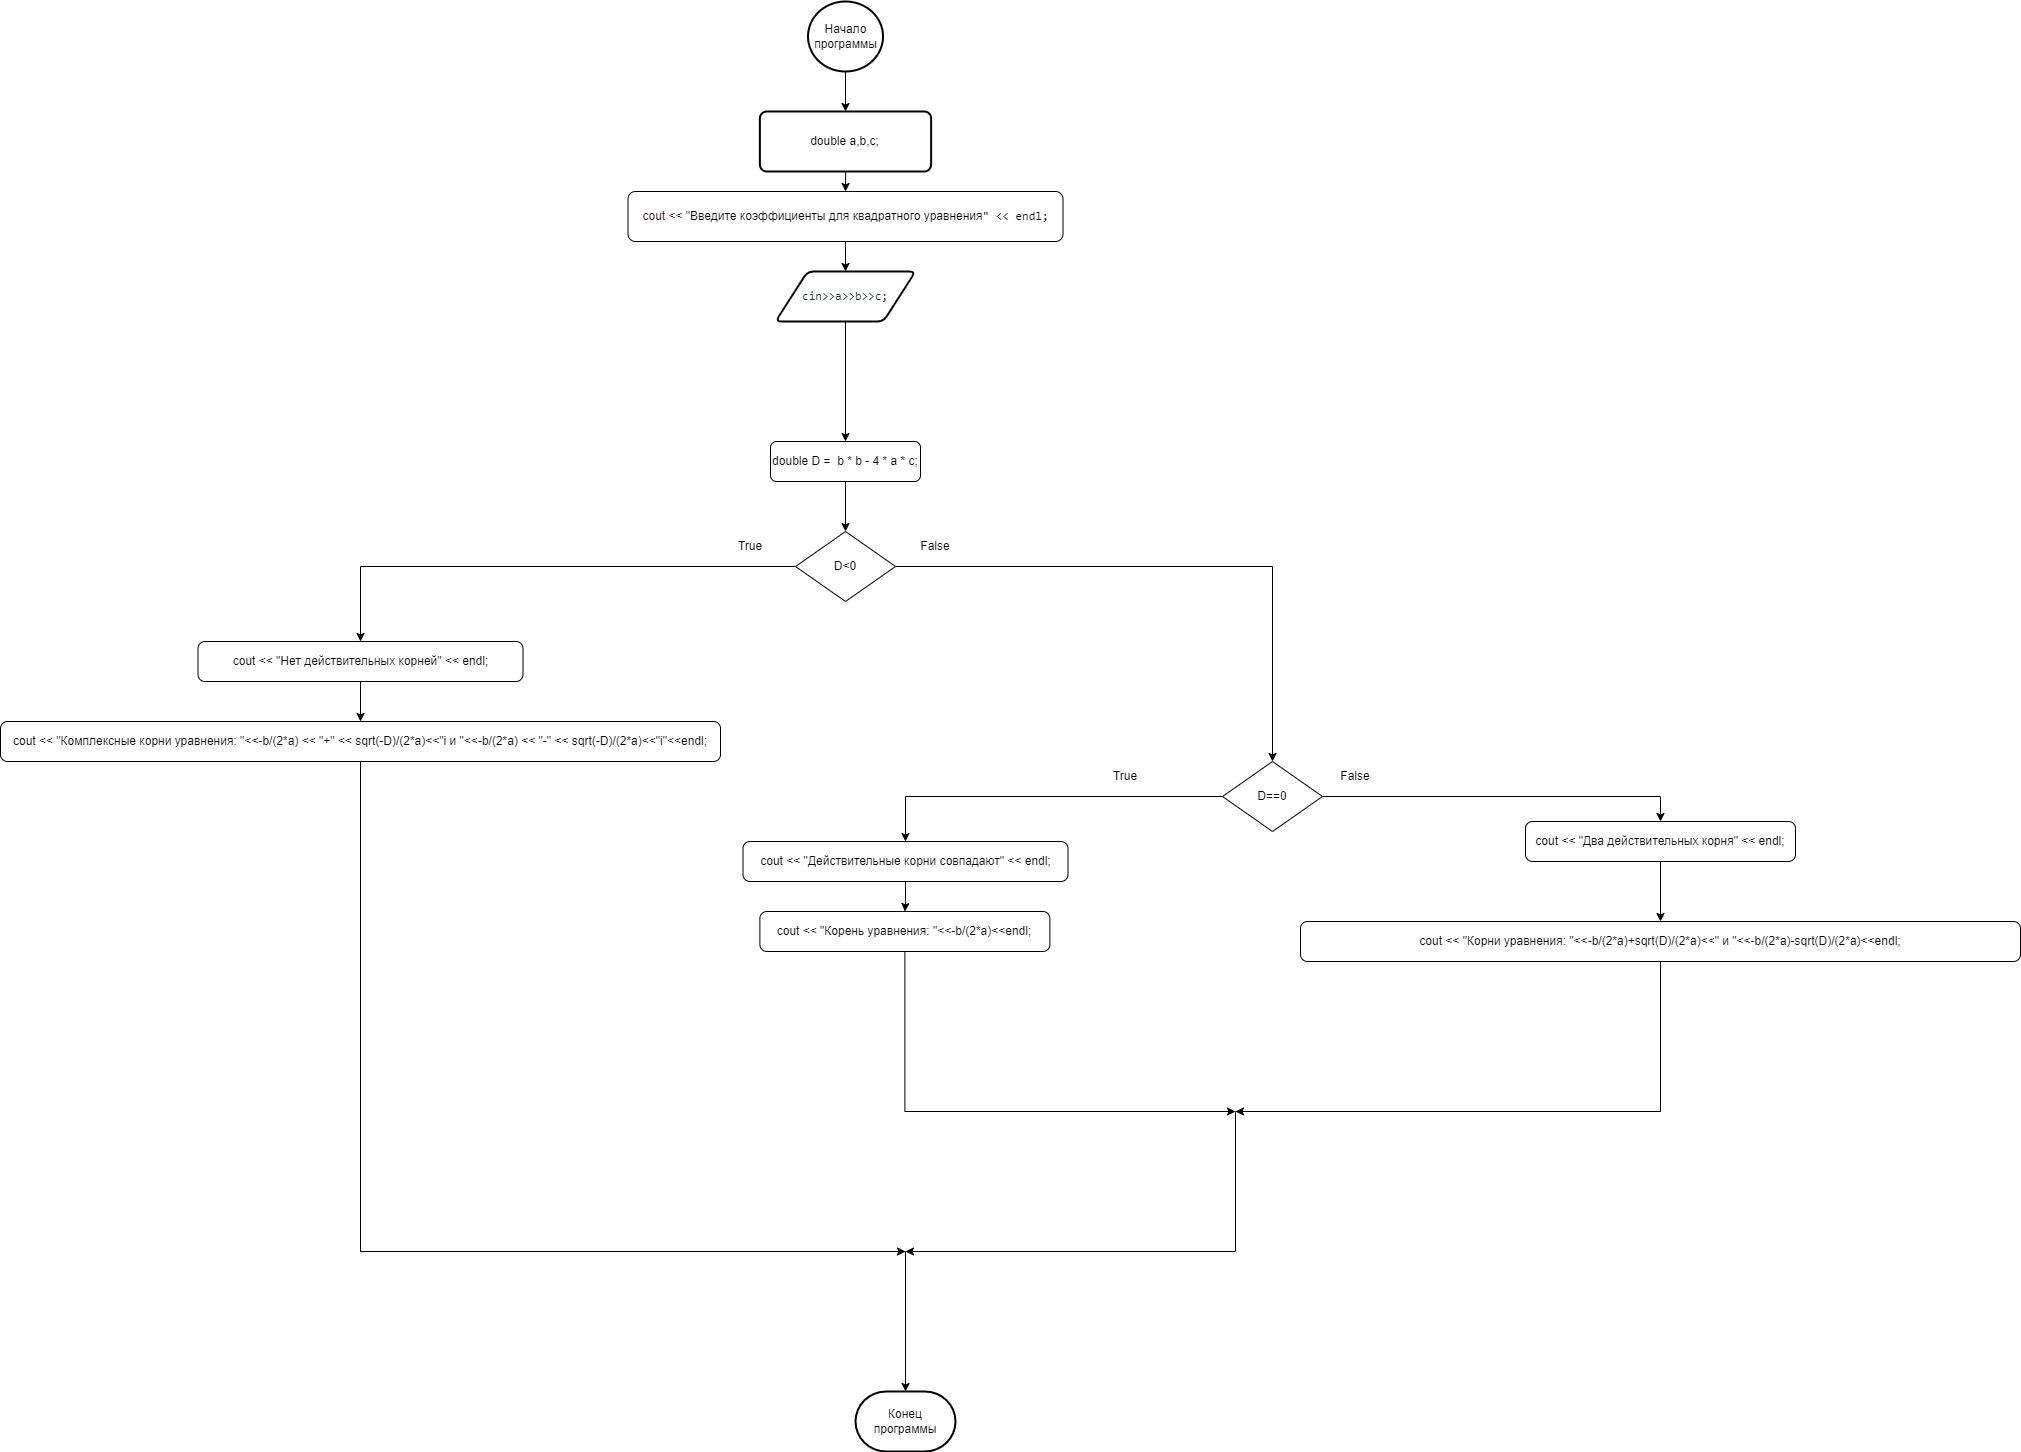 Начало
программы
double a,b,c;
cout << "Введите коэффициенты для квадратного уравнения" << endl;
cin>>a>>b>>c;
double D =  b * b - 4 * a * c;
True
False
D<0
cout << "Нет действительных корней" << endl;
cout << "Комплексные корни уравнения: "<<-b/(2*a) << "+" << sqrt(-D)/(2*a)<<"i и "<<-b/(2*a) << "-" << sqrt(-D)/(2*a)<<"i"<<endl;
True
False
D==0
cout << "Действительные корни совпадают" << endl;
cout << "Два действительных корня" << endl;
cout << "Корень уравнения: "<<-b/(2*a)<<endl;
cout << "Корни уравнения: "<<-b/(2*a)+sqrt(D)/(2*a)<<" и "<<-b/(2*a)-sqrt(D)/(2*a)<<endl;
Конец
программы